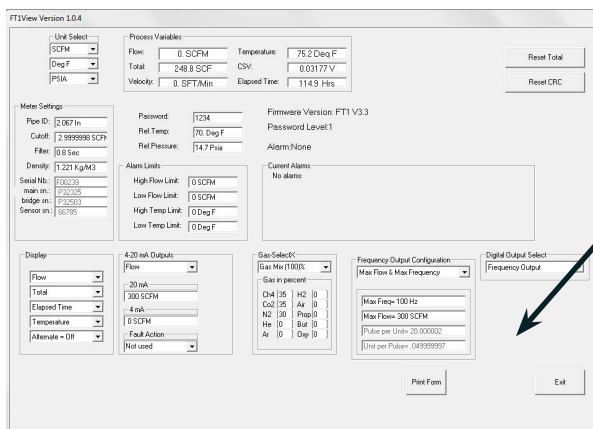 FT1View Version 1.0.4
Unit Select
SCFM
Deg F
PSIA
Process Variables
Flow: 0. SCFM
Total: 248.8 SCF
Velocity: 0. SFT/Min
Temperature: 75.2 Deq F
CSV: 0.03177 V
Elapsed Time: 114.9 Hrs
Reset Total
Reset CRC
Meter Settings
Pipe ID: 2.067 In
Cutoff: 2.9999998 SCFM
Filter: 0.8 Sec
Density: 1.221 Kg/M3
Serial Nb.: F00239
main sn.: P32325
bridge sn.: P32503
Sensor sn.: 66785
Password: 1234
Ref.Temp: 70. Deg F
Ref.Pressure: 14.7 Psia
Firmware Version: FT1 V3.3
Password Level:1
Alarm:None
Alarm Limits
High Flow Limit: 0 SCFM
Low Flow Limit: 0 SCFM
High Temp Limit: 0 Deg F
Low Temp Limit: 0 Deg F
Current Alarms
No alarms
Display
Flow
Total
Elapsed Time
Temperature
Alternate = Off
4-20 mA Outputs
Flow
20 mA
300 SCFM
4 mA
0 SCFM
Fault Action
Not used
Gas-SelectX
Gas Mix (100)%
Gas in percent
Ch4 35 H2 0
Co2 35 Air 0
N2 30 Prop 0
He 0 But 0
Ar 0 Oxy 0
Frequency Output Configuration
Max Flow & Max Frequency
Max Freq= 100 Hz
Max Flow= 300 SCFM
Pulse per Unit= 20.000002
Unit per Pulse= .049999997
Digital Output Select
Frequency Output
Print Form
Exit